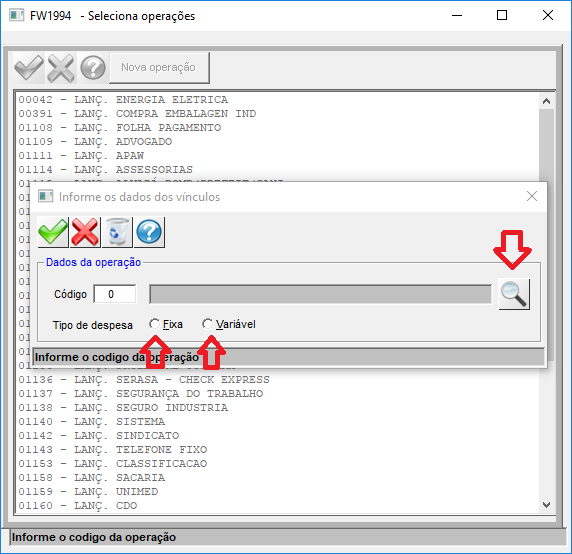 FW1994 - Seleciona operações
Nova operação
00042 - LANÇ. ENERGIA ELETRICA
00391 - LANÇ. COMPRA EMBALAGEN IND
01108 - LANÇ. FOLHA PAGAMENTO
01109 - LANÇ. ADVOGADO
01111 - LANÇ. APAW
01114 - LANÇ. ASSESSORIAS
Informe os dados dos vínculos
Dados da operação
Código 0
Tipo de despesa Fixa Variável
Informe o codigo da operação
01136 - LANÇ. SERASA - CHECK EXPRESS
01137 - LANÇ. SEGURANÇA DO TRABALHO
01138 - LANÇ. SEGURO INDUSTRIA
01140 - LANÇ. SISTEMA
01142 - LANÇ. SINDICATO
01143 - LANÇ. TELEFONE FIXO
01153 - LANÇ. CLASSIFICACAO
01158 - LANÇ. SACARIA
01159 - LANÇ. UNIMED
01160 - LANÇ. CDO
Informe o codigo da operação